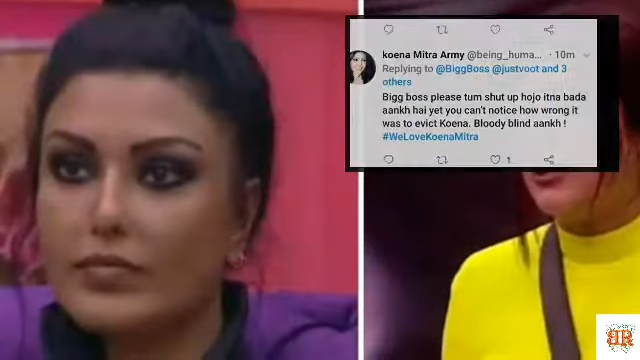 koena Mitra Army @being_huma... · 10m
Replying to @BiggBoss @justvoot and 3
others
Bigg boss please tum shut up hojo itna bada
aankh hai yet you can't notice how wrong it
was to evict Koena. Bloody blind aankh !
#WeLoveKoenaMitra
1
BR